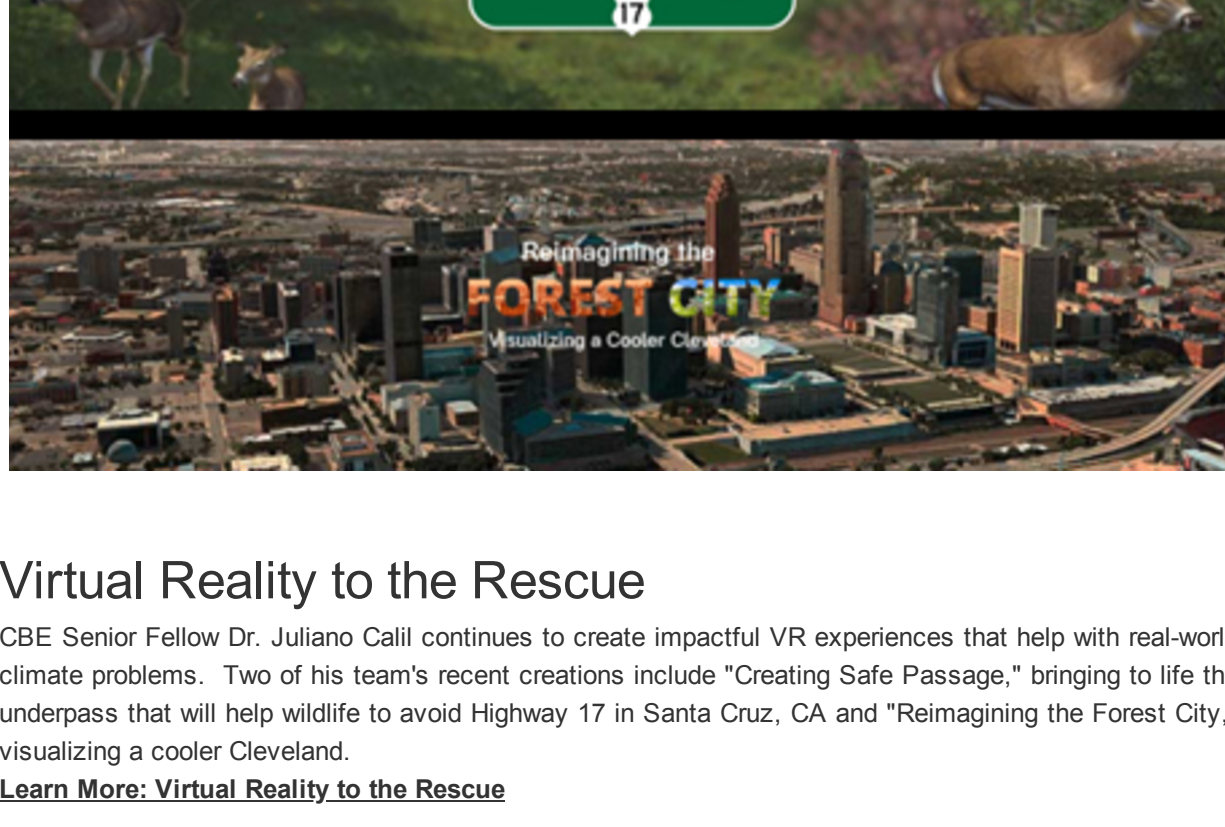 17
Reimagining the
FOREST CITY
Visualizing a Cooler Cleveland
Virtual Reality to the Rescue
CBE Senior Fellow Dr. Juliano Calil continues to create impactful VR experiences that help with real-worl
climate problems. Two of his team's recent creations include "Creating Safe Passage," bringing to life th
underpass that will help wildlife to avoid Highway 17 in Santa Cruz, CA and "Reimagining the Forest City,
visualizing a cooler Cleveland.
Learn More: Virtual Reality to the Rescue